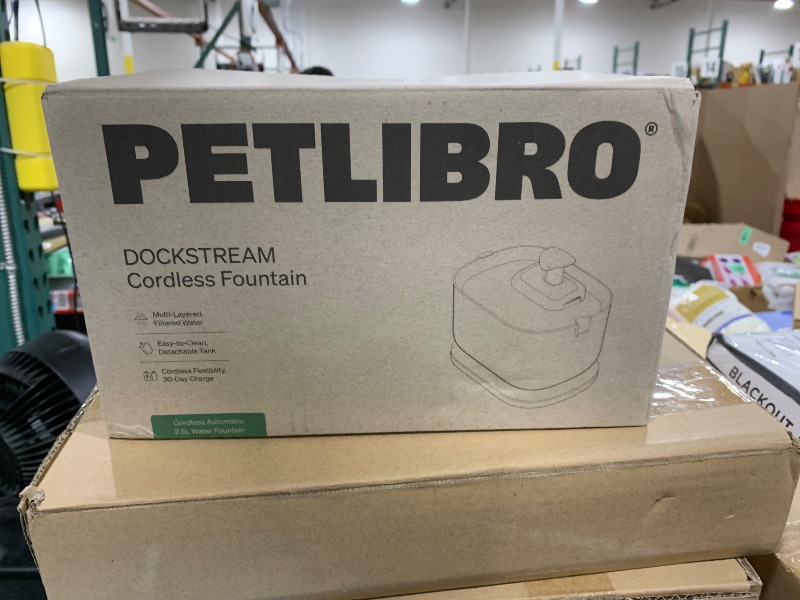 PETLIBRO®
DOCKSTREAM
Cordless Fountain
Multi-Layered,
Filtered Water
Easy-to-Clean,
Detachable Tank
Cordless Flexibility,
30-Day Charge
Cordless Automatic
2.5L Water Fountain
BLACKOUT
14